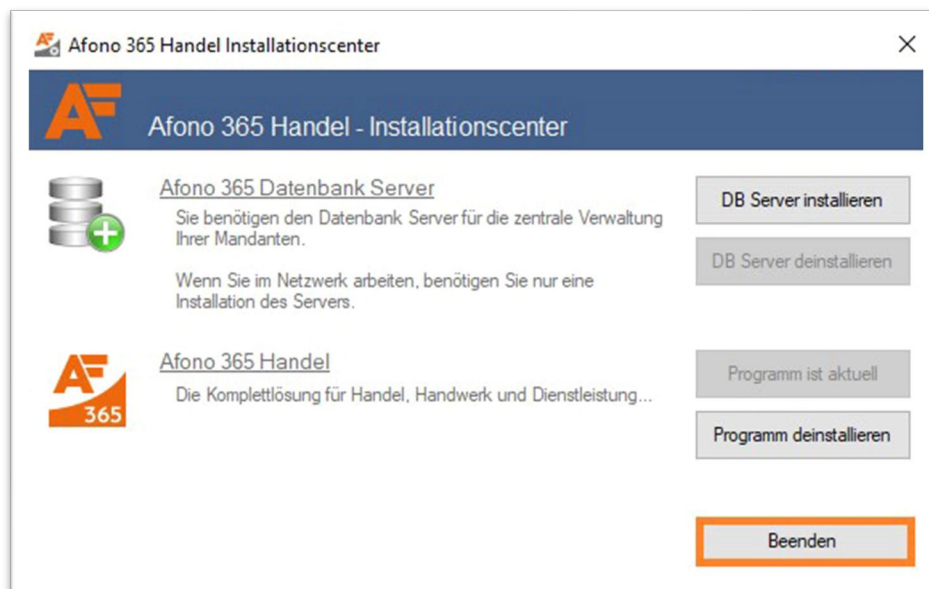 Afono 365 Handel Installationscenter
AF
Afono 365 Handel - Installationscenter
Afono 365 Datenbank Server
Sie benötigen den Datenbank Server für die zentrale Verwaltung
Ihrer Mandanten.
Wenn Sie im Netzwerk arbeiten, benötigen Sie nur eine
Installation des Servers.
DB Server installieren
DB Server deinstallieren
AF
365
Afono 365 Handel
Die Komplettlösung für Handel, Handwerk und Dienstleistung...
Programm ist aktuell
Programm deinstallieren
Beenden